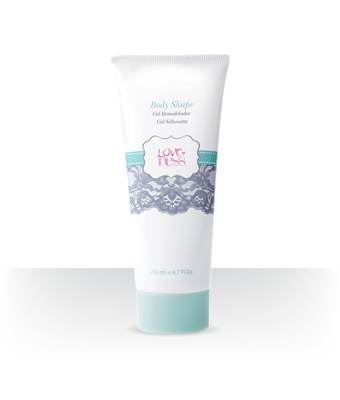 Body Shape
Gel Remodelador
Gel Silhouette
LOVE
NESS
200 ml e 6.7 fl.Oz